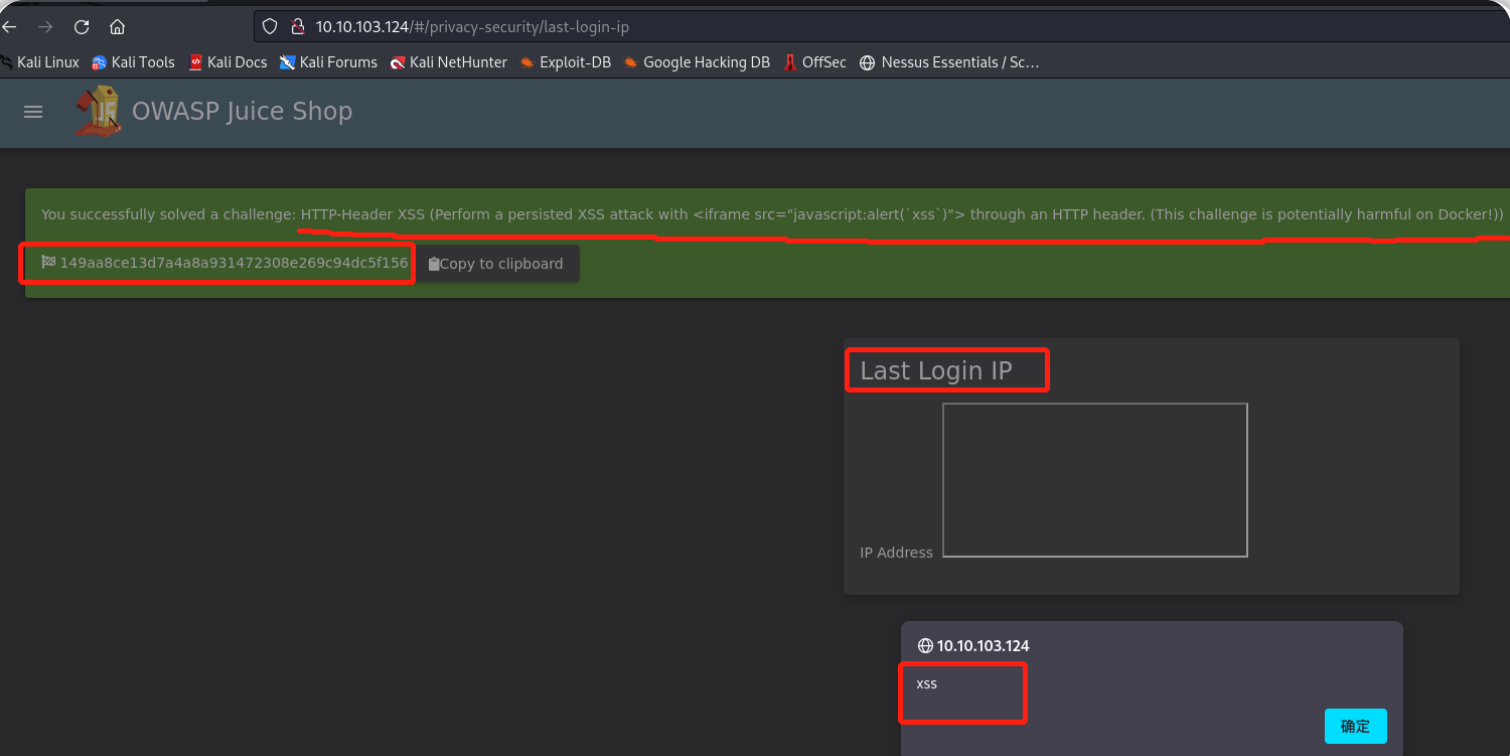 10.10.103.124/#/privacy-security/last-login-ip
Kali Linux Kali Tools Kali Docs Kali Forums Kali NetHunter Exploit-DB Google Hacking DB OffSec Nessus Essentials / Sc…
OWASP Juice Shop
You successfully solved a challenge: HTTP-Header XSS (Perform a persisted XSS attack with <iframe src="javascript:alert(`xss`)"> through an HTTP header. (This challenge is potentially harmful on Docker!))
149aa8ce13d7a4a8a931472308e269c94dc5f156 Copy to clipboard
Last Login IP
IP Address
10.10.103.124
xss
确定